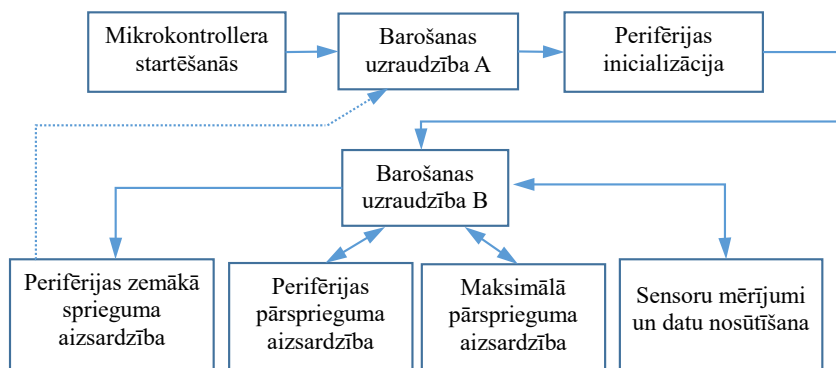 Mikrokontrollera
startēšanās
Barošanas
uzraudzība A
Perifērijas
inicializācija
Barošanas
uzraudzība B
Perifērijas zemākā
sprieguma
aizsardzība
Perifērijas
pārsprieguma
aizsardzība
Maksimālā
pārsprieguma
aizsardzība
Sensoru mērījumi
un datu nosūtīšana